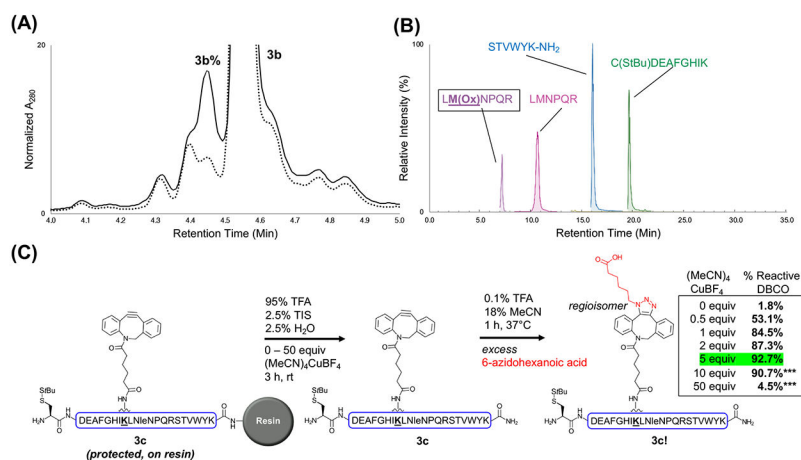 (A)
20
3b%
3b
Normalized A280
0
4.0 4.1 4.2 4.3 4.4 4.5 4.6 4.7 4.8 4.9 5.0
Retention Time (Min)
(B)
100
STVWYK-NH2
C(StBu)DEAFGHIK
LM(Ox)NPQR
LMNPQR
Relative Intensity (%)
0
0.0 5.0 10.0 15.0 20.0 25.0 30.0 35.0
Retention Time (Min)
(C)
95% TFA
2.5% TIS
2.5% H2O
0 – 50 equiv
(MeCN)4CuBF4
3 h, rt
0.1% TFA
18% MeCN
1 h, 37°C
excess
6-azidohexanoic acid
regioisomer
O
OH
N N
N
(MeCN)4
CuBF4
% Reactive
DBCO
0 equiv 1.8%
0.5 equiv 53.1%
1 equiv 84.5%
2 equiv 87.3%
5 equiv 92.7%
10 equiv 90.7%***
50 equiv 4.5%***
N
O
O
NH
StBu
S
H2N
O
NH
DEAFGHIKLNleNPQRSTVWYK
O
NH
Resin
3c
(protected, on resin)
N
O
O
NH
StBu
S
H2N
O
NH
DEAFGHIKLNleNPQRSTVWYK
O
NH2
3c
N
O
O
NH
StBu
S
H2N
O
NH
DEAFGHIKLNleNPQRSTVWYK
O
NH2
3c!